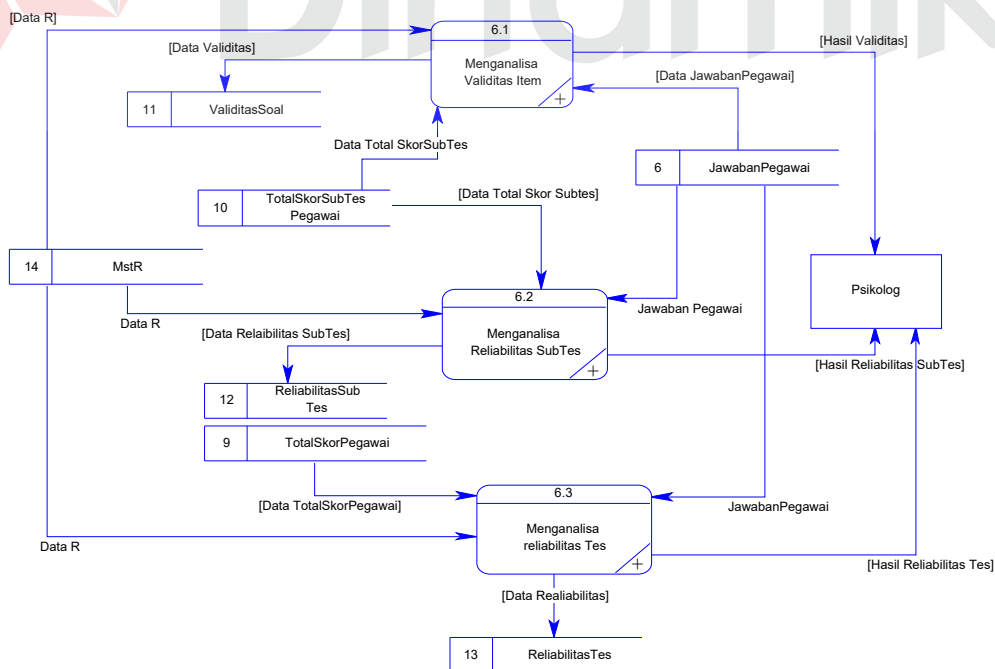 Dinamik
[Data R]
6.1
[Data Validitas]
[Hasil Validitas]
Menganalisa
Validitas Item
[Data JawabanPegawai]
+
11
ValiditasSoal
Data Total SkorSubTes
6
JawabanPegawai
10
TotalSkorSubTes
Pegawai
[Data Total Skor Subtes]
14
MstR
Psikolog
6.2
Data R
Jawaban Pegawai
[Data Relaibilitas SubTes]
Menganalisa
Reliabilitas SubTes
+
[Hasil Reliabilitas SubTes]
12
ReliabilitasSub
Tes
9
TotalSkorPegawai
6.3
[Data TotalSkorPegawai]
JawabanPegawai
Menganalisa
reliabilitas Tes
Data R
+
[Hasil Reliabilitas Tes]
[Data Realiabilitas]
13
ReliabilitasTes